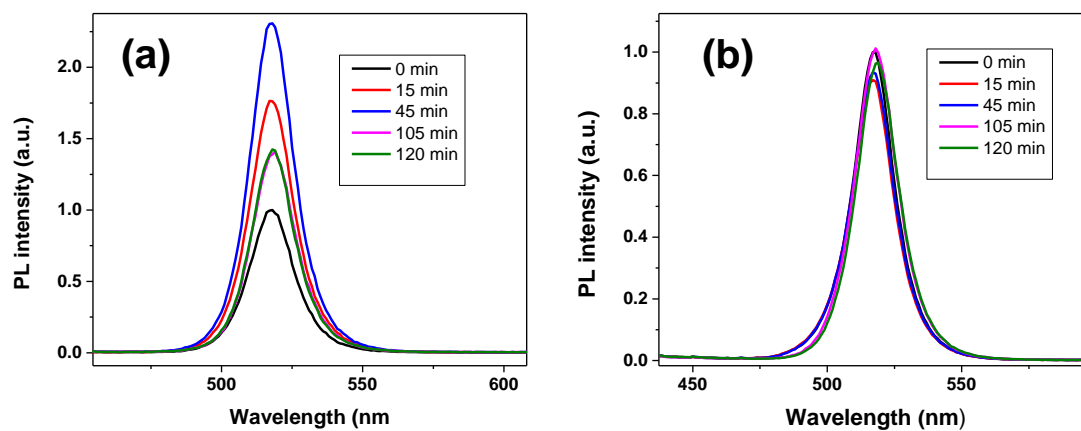 (a)
PL intensity (a.u.)
2.0
1.5
1.0
0.5
0.0
0 min
15 min
45 min
105 min
120 min
500
550
600
Wavelength (nm
(b)
PL intensity (a.u.)
1.0
0.8
0.6
0.4
0.2
0.0
0 min
15 min
45 min
105 min
120 min
450
500
550
Wavelength (nm)